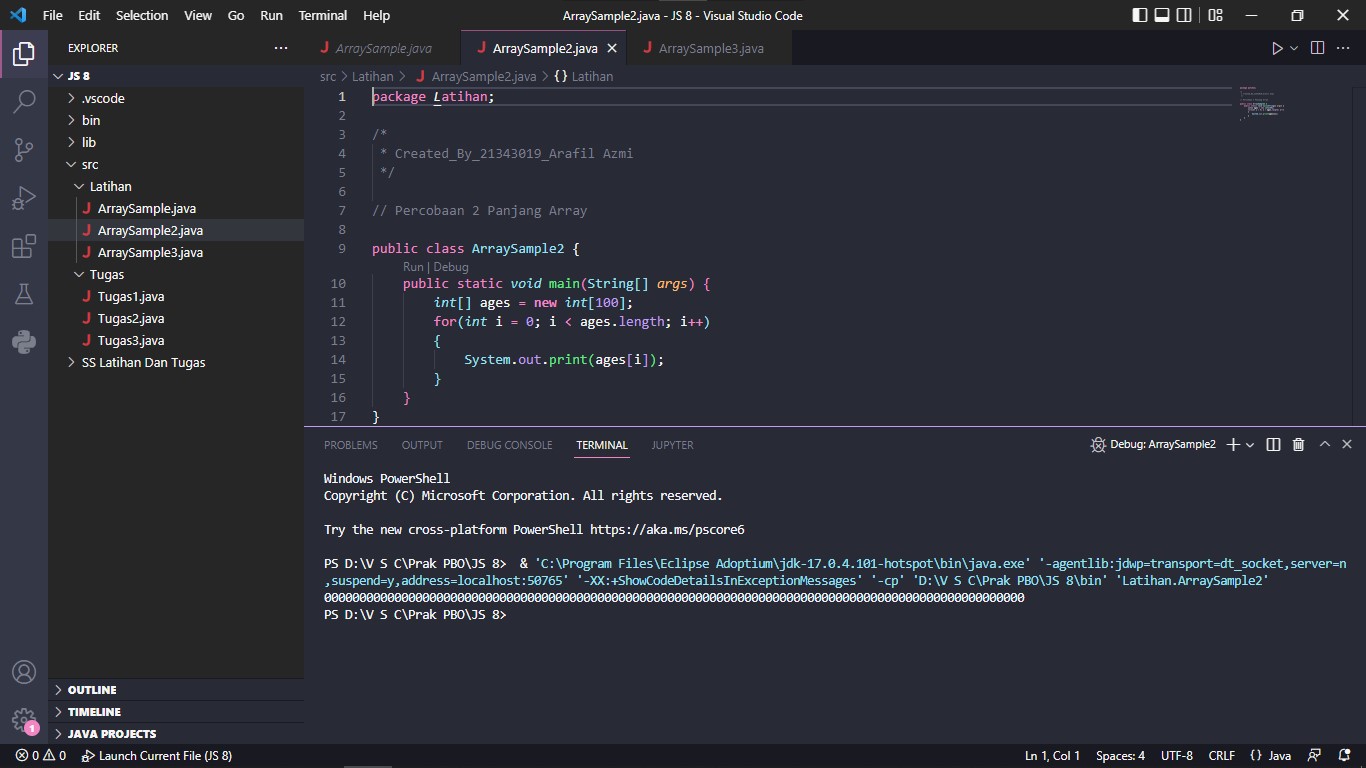 File Edit Selection View Go Run Terminal Help ArraySample2.java - JS 8 - Visual Studio Code
EXPLORER
JS 8
.vscode
bin
lib
src
Latihan
ArraySample.java
ArraySample2.java
ArraySample3.java
Tugas
Tugas1.java
Tugas2.java
Tugas3.java
SS Latihan Dan Tugas
OUTLINE
TIMELINE
JAVA PROJECTS
1
ArraySample.java ArraySample2.java ArraySample3.java
src > Latihan > ArraySample2.java > {} Latihan
1 package Latihan;
2
3 /*
4 * Created_By_21343019_Arafil Azmi
5 */
6
7 // Percobaan 2 Panjang Array
8
9 public class ArraySample2 {
Run | Debug
10 public static void main(String[] args) {
11 int[] ages = new int[100];
12 for(int i = 0; i < ages.length; i++)
13 {
14 System.out.print(ages[i]);
15 }
16 }
17 }
PROBLEMS OUTPUT DEBUG CONSOLE TERMINAL JUPYTER Debug: ArraySample2
Windows PowerShell
Copyright (C) Microsoft Corporation. All rights reserved.
Try the new cross-platform PowerShell https://aka.ms/pscore6
PS D:\V S C\Prak PBO\JS 8>  & 'C:\Program Files\Eclipse Adoptium\jdk-17.0.4.101-hotspot\bin\java.exe' '-agentlib:jdwp=transport=dt_socket,server=n
,suspend=y,address=localhost:50765' '-XX:+ShowCodeDetailsInExceptionMessages' '-cp' 'D:\V S C\Prak PBO\JS 8\bin' 'Latihan.ArraySample2'
0000000000000000000000000000000000000000000000000000000000000000000000000000000000000000000000000000
PS D:\V S C\Prak PBO\JS 8>
0 0 Launch Current File (JS 8) Ln 1, Col 1 Spaces: 4 UTF-8 CRLF {} Java